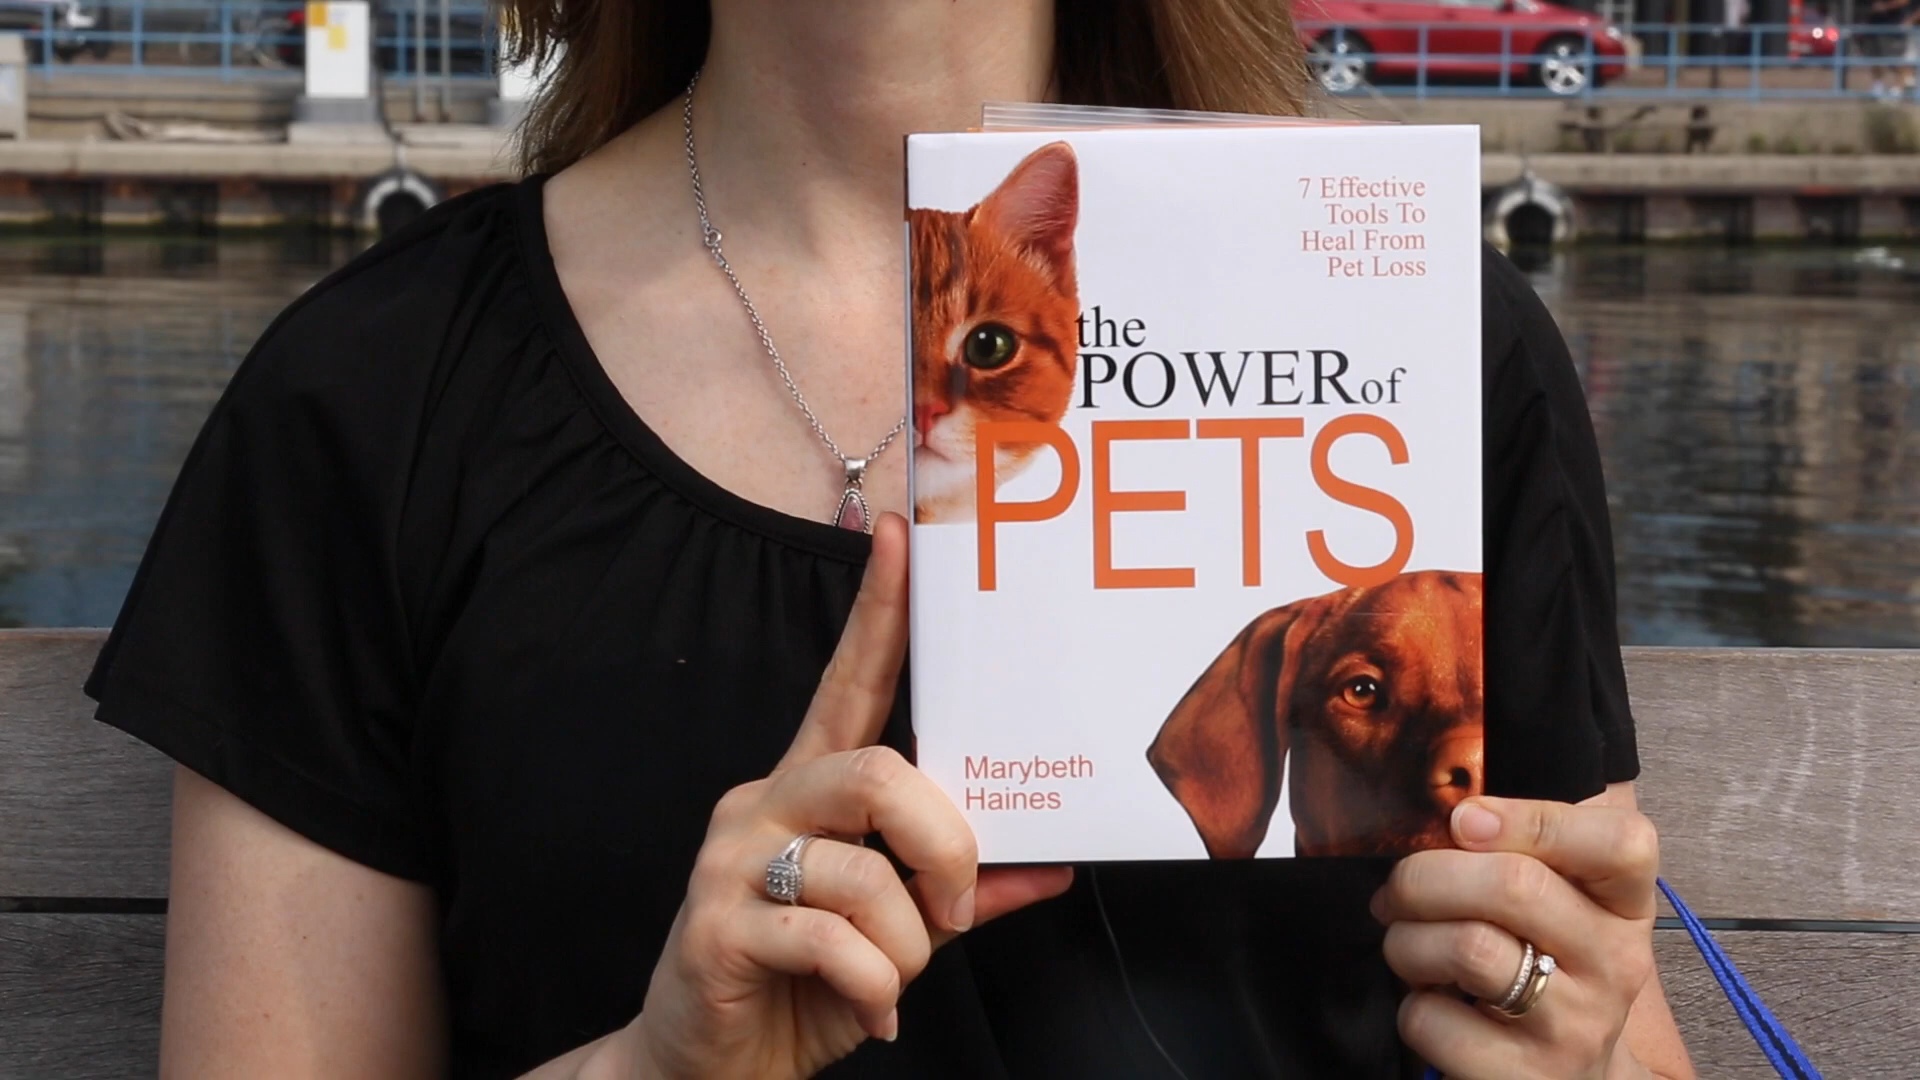 7 Effective
Tools To
Heal From
Pet Loss
the
POWER of
PETS
Marybeth
Haines